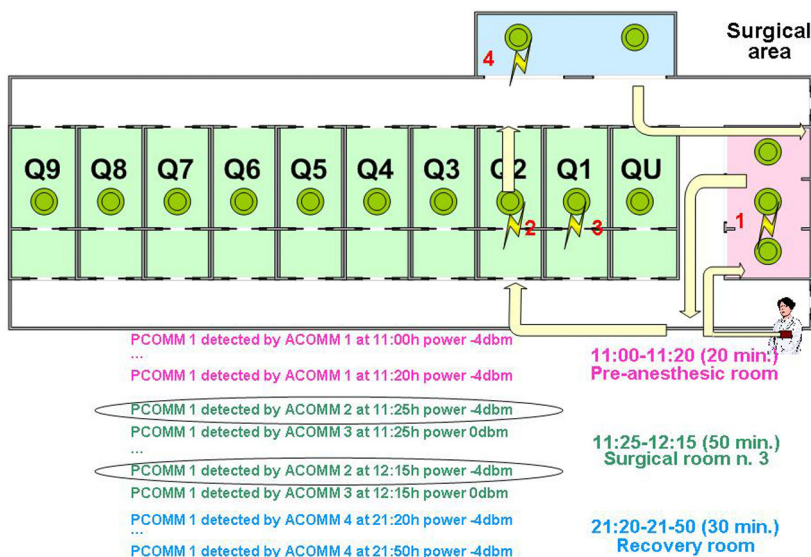 Surgical
area
4
Q9 Q8 Q7 Q6 Q5 Q4 Q3 Q2 Q1 QU
1
2 3
PCOMM 1 detected by ACOMM 1 at 11:00h power -4dbm
...
PCOMM 1 detected by ACOMM 1 at 11:20h power -4dbm
11:00-11:20 (20 min.)
Pre-anesthesic room
PCOMM 1 detected by ACOMM 2 at 11:25h power -4dbm
PCOMM 1 detected by ACOMM 3 at 11:25h power 0dbm
...
PCOMM 1 detected by ACOMM 2 at 12:15h power -4dbm
PCOMM 1 detected by ACOMM 3 at 12:15h power 0dbm
11:25-12:15 (50 min.)
Surgical room n. 3
PCOMM 1 detected by ACOMM 4 at 21:20h power -4dbm
...
PCOMM 1 detected by ACOMM 4 at 21:50h power -4dbm
21:20-21-50 (30 min.)
Recovery room